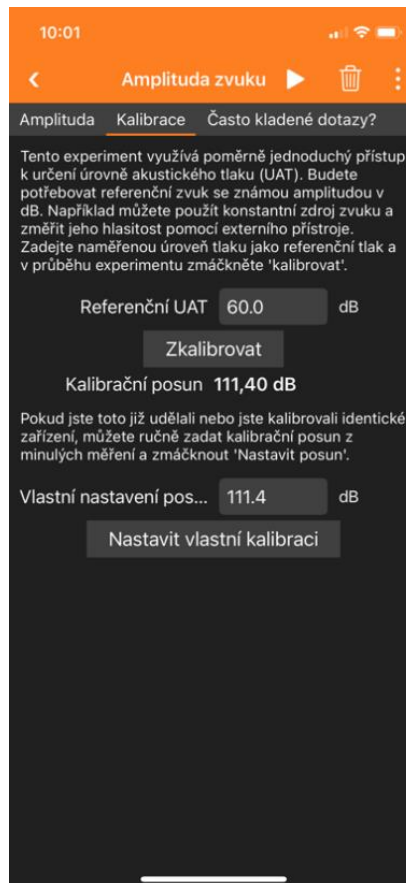 10:01
Amplituda zvuku
Amplituda Kalibrace Často kladené dotazy?
Tento experiment využívá poměrně jednoduchý přístup
k určení úrovně akustického tlaku (UAT). Budete
potřebovat referenční zvuk se známou amplitudou v
dB. Například můžete použít konstantní zdroj zvuku a
změřit jeho hlasitost pomocí externího přístroje.
Zadejte naměřenou úroveň tlaku jako referenční tlak a
v průběhu experimentu zmáčkněte 'kalibrovat'.
Referenční UAT 60.0 dB
Zkalibrovat
Kalibrační posun 111,40 dB
Pokud jste toto již udělali nebo jste kalibrovali identické
zařízení, můžete ručně zadat kalibrační posun z
minulých měření a zmáčknout 'Nastavit posun'.
Vlastní nastavení pos... 111.4 dB
Nastavit vlastní kalibraci